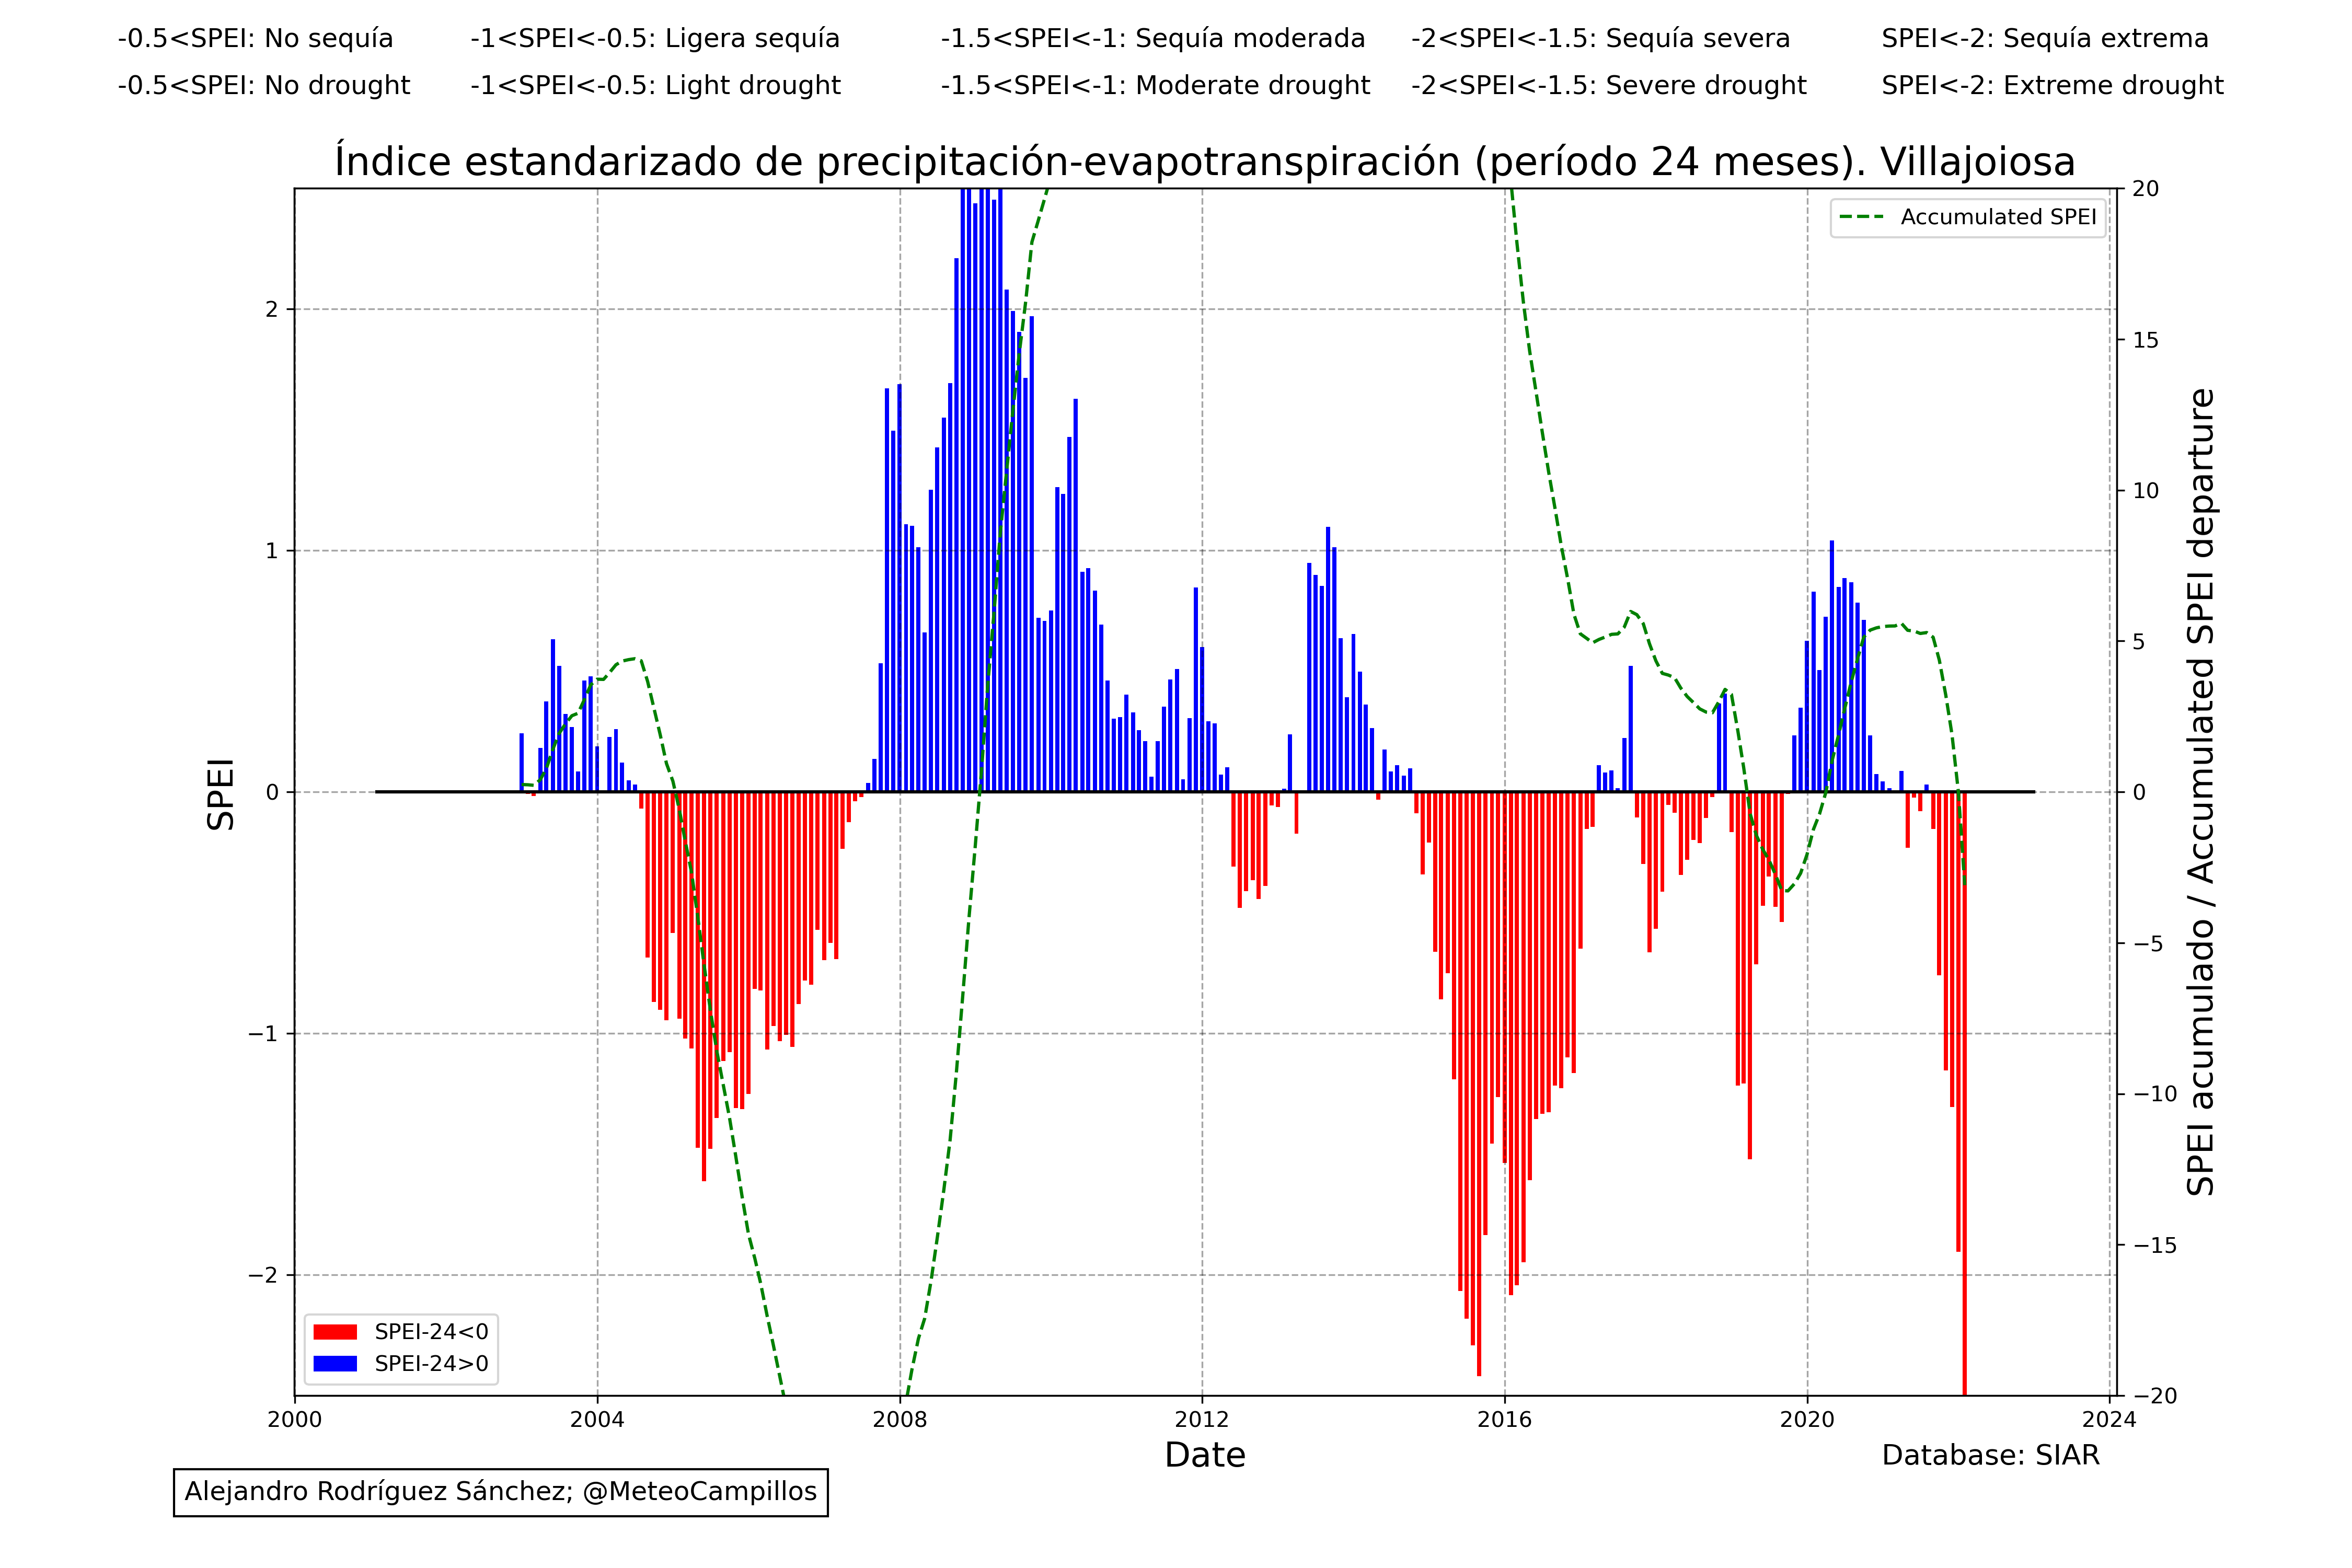 -0.5<SPEI: No sequía -1<SPEI<-0.5: Ligera sequía -1.5<SPEI<-1: Sequía moderada -2<SPEI<-1.5: Sequía severa SPEI<-2: Sequía extrema
-0.5<SPEI: No drought -1<SPEI<-0.5: Light drought -1.5<SPEI<-1: Moderate drought -2<SPEI<-1.5: Severe drought SPEI<-2: Extreme drought
Índice estandarizado de precipitación-evapotranspiración (período 24 meses). Villajoiosa
Accumulated SPEI
SPEI
2
1
0
−1
−2
20
15
10
5
0
−5
−10
−15
−20
SPEI acumulado / Accumulated SPEI departure
SPEI-24<0
SPEI-24>0
2000 2004 2008 2012 2016 2020 2024
Date
Database: SIAR
Alejandro Rodríguez Sánchez; @MeteoCampillos